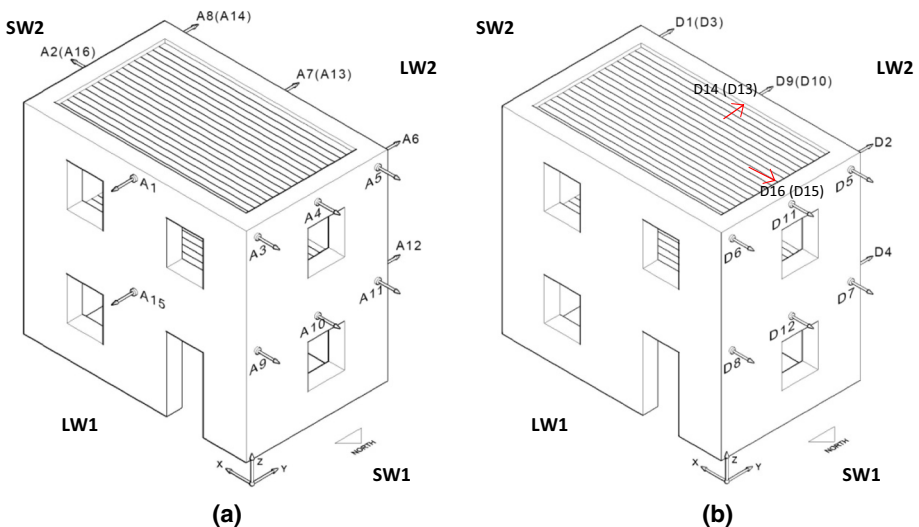 SW2
A8(A14)
A2(A16)
A7(A13)
LW2
A6
A5
A1
A4
A3
A12
A11
A15
A10
A9
LW1
NORTH
X
Z
Y
SW1
(a)
SW2
D1(D3)
LW2
D9(D10)
D14 (D13)
D2
D5
D16 (D15)
D11
D6
D4
D7
D12
D8
LW1
NORTH
X
Z
Y
SW1
(b)